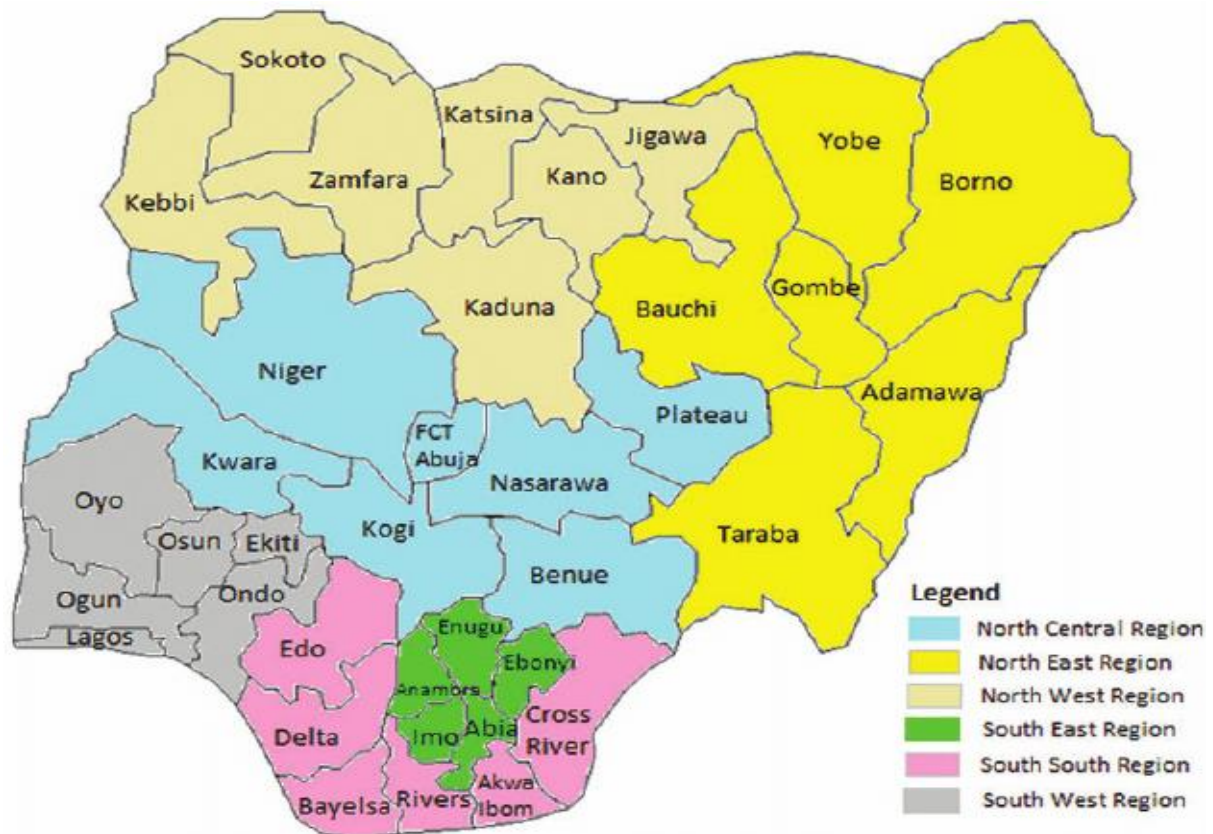 Sokoto
Katsina
Jigawa
Yobe
Borno
Kebbi
Zamfara
Kano
Kaduna
Bauchi
Gombe
Niger
Adamawa
Plateau
FCT
Abuja
Kwara
Nasarawa
Oyo
Kogi
Taraba
Osun
Ekiti
Benue
Ogun
Ondo
Lagos
Edo
Enugu
Ebonyi
Anambra
Delta
Imo
Abia
Cross
River
Bayelsa
Rivers
Akwa
Ibom
Legend
North Central Region
North East Region
North West Region
South East Region
South South Region
South West Region